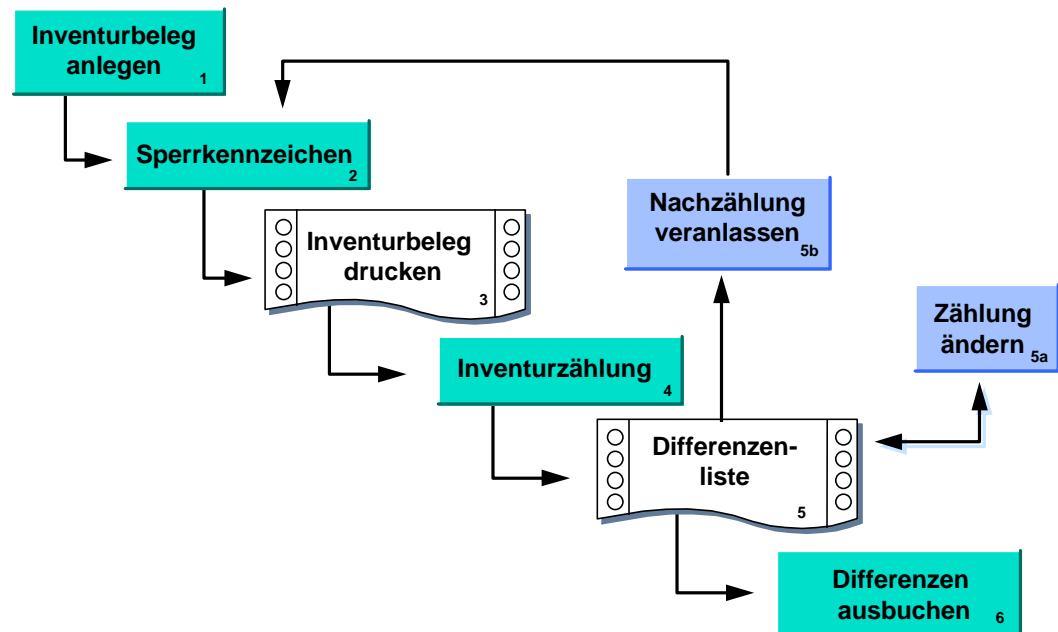 Inventurbeleg
anlegen 1
Sperrkennzeichen
2
Inventurbeleg
drucken
3
Inventurzählung
4
Differenzen-
liste
5
Zählung
ändern 5a
Nachzählung
veranlassen 5b
Differenzen
ausbuchen 6